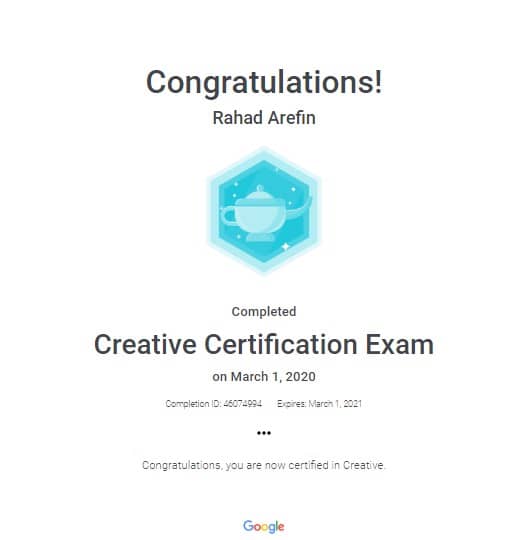 Congratulations!
Rahad Arefin
Completed
Creative Certification Exam
on March 1, 2020
Completion ID: 46074994 Expires: March 1, 2021
•••
Congratulations, you are now certified in Creative.
Google